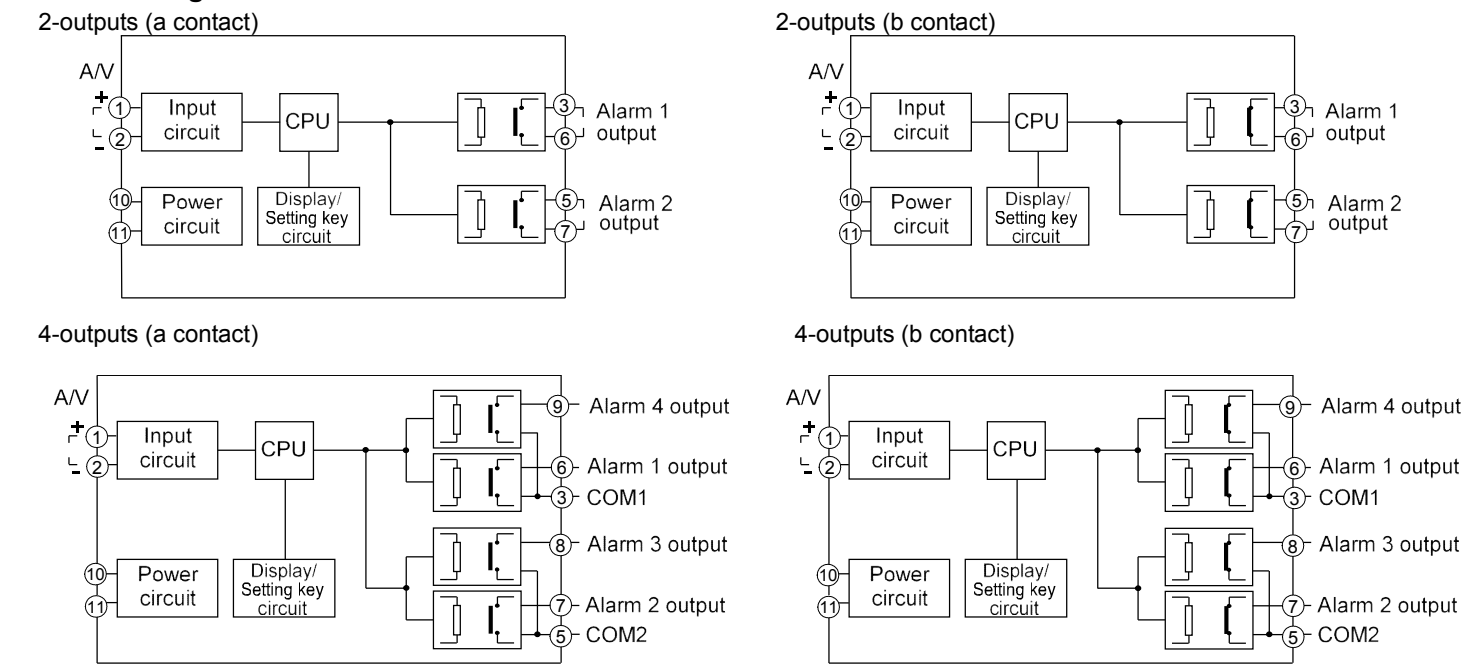 2-outputs (a contact)
A/V
+
1
2
-
10
11
Input
circuit
Power
circuit
CPU
Display/
Setting key
circuit
3
6
Alarm 1
output
5
7
Alarm 2
output
2-outputs (b contact)
A/V
+
1
2
-
10
11
Input
circuit
Power
circuit
CPU
Display/
Setting key
circuit
3
6
Alarm 1
output
5
7
Alarm 2
output
4-outputs (a contact)
A/V
+
1
2
-
10
11
Input
circuit
Power
circuit
CPU
Display/
Setting key
circuit
9 Alarm 4 output
6 Alarm 1 output
3 COM1
8 Alarm 3 output
7 Alarm 2 output
5 COM2
4-outputs (b contact)
A/V
+
1
2
-
10
11
Input
circuit
Power
circuit
CPU
Display/
Setting key
circuit
9 Alarm 4 output
6 Alarm 1 output
3 COM1
8 Alarm 3 output
7 Alarm 2 output
5 COM2